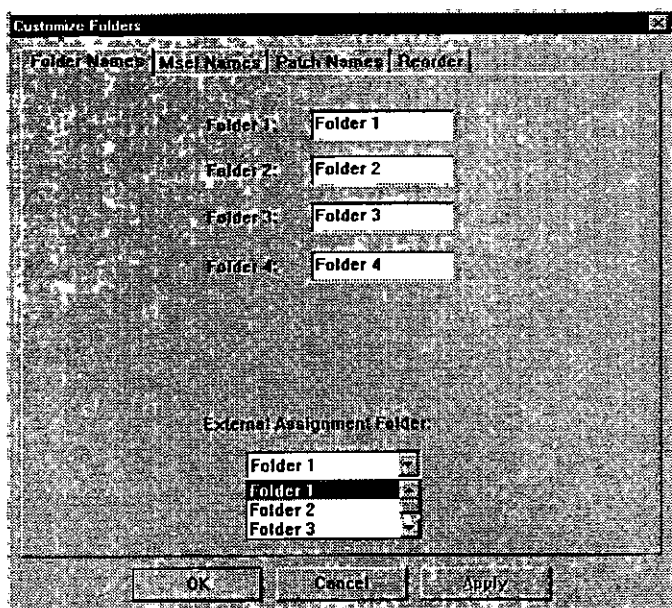 Customize Folders
Folder Names Msel Names Patch Names Reorder
Folder 1: Folder 1
Folder 2: Folder 2
Folder 3: Folder 3
Folder 4: Folder 4
External Assignment Folder:
Folder 1
Folder 1
Folder 2
Folder 3
OK Cancel Apply